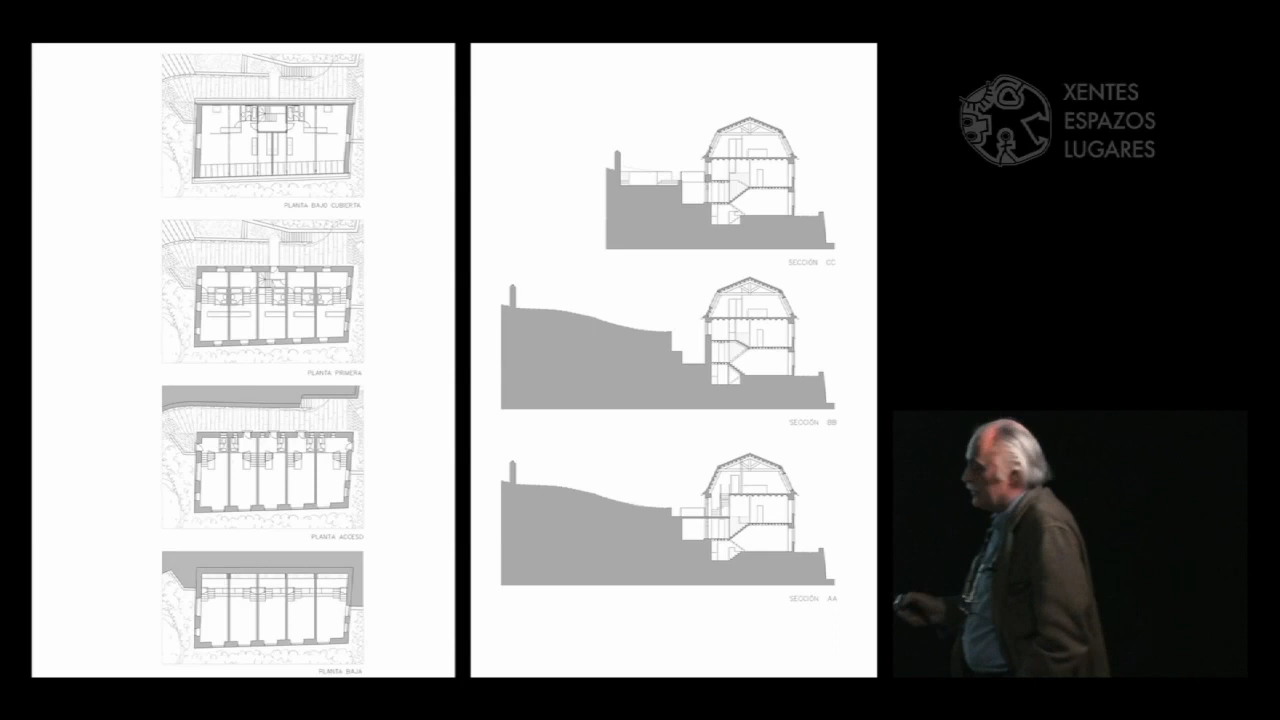 PLANTA BAJO CUBIERTA
PLANTA PRIMERA
PLANTA ACCESO
PLANTA BAJA
SECCIÓN CC
SECCIÓN BB
SECCIÓN AA
XENTES
ESPAZOS
LUGARES